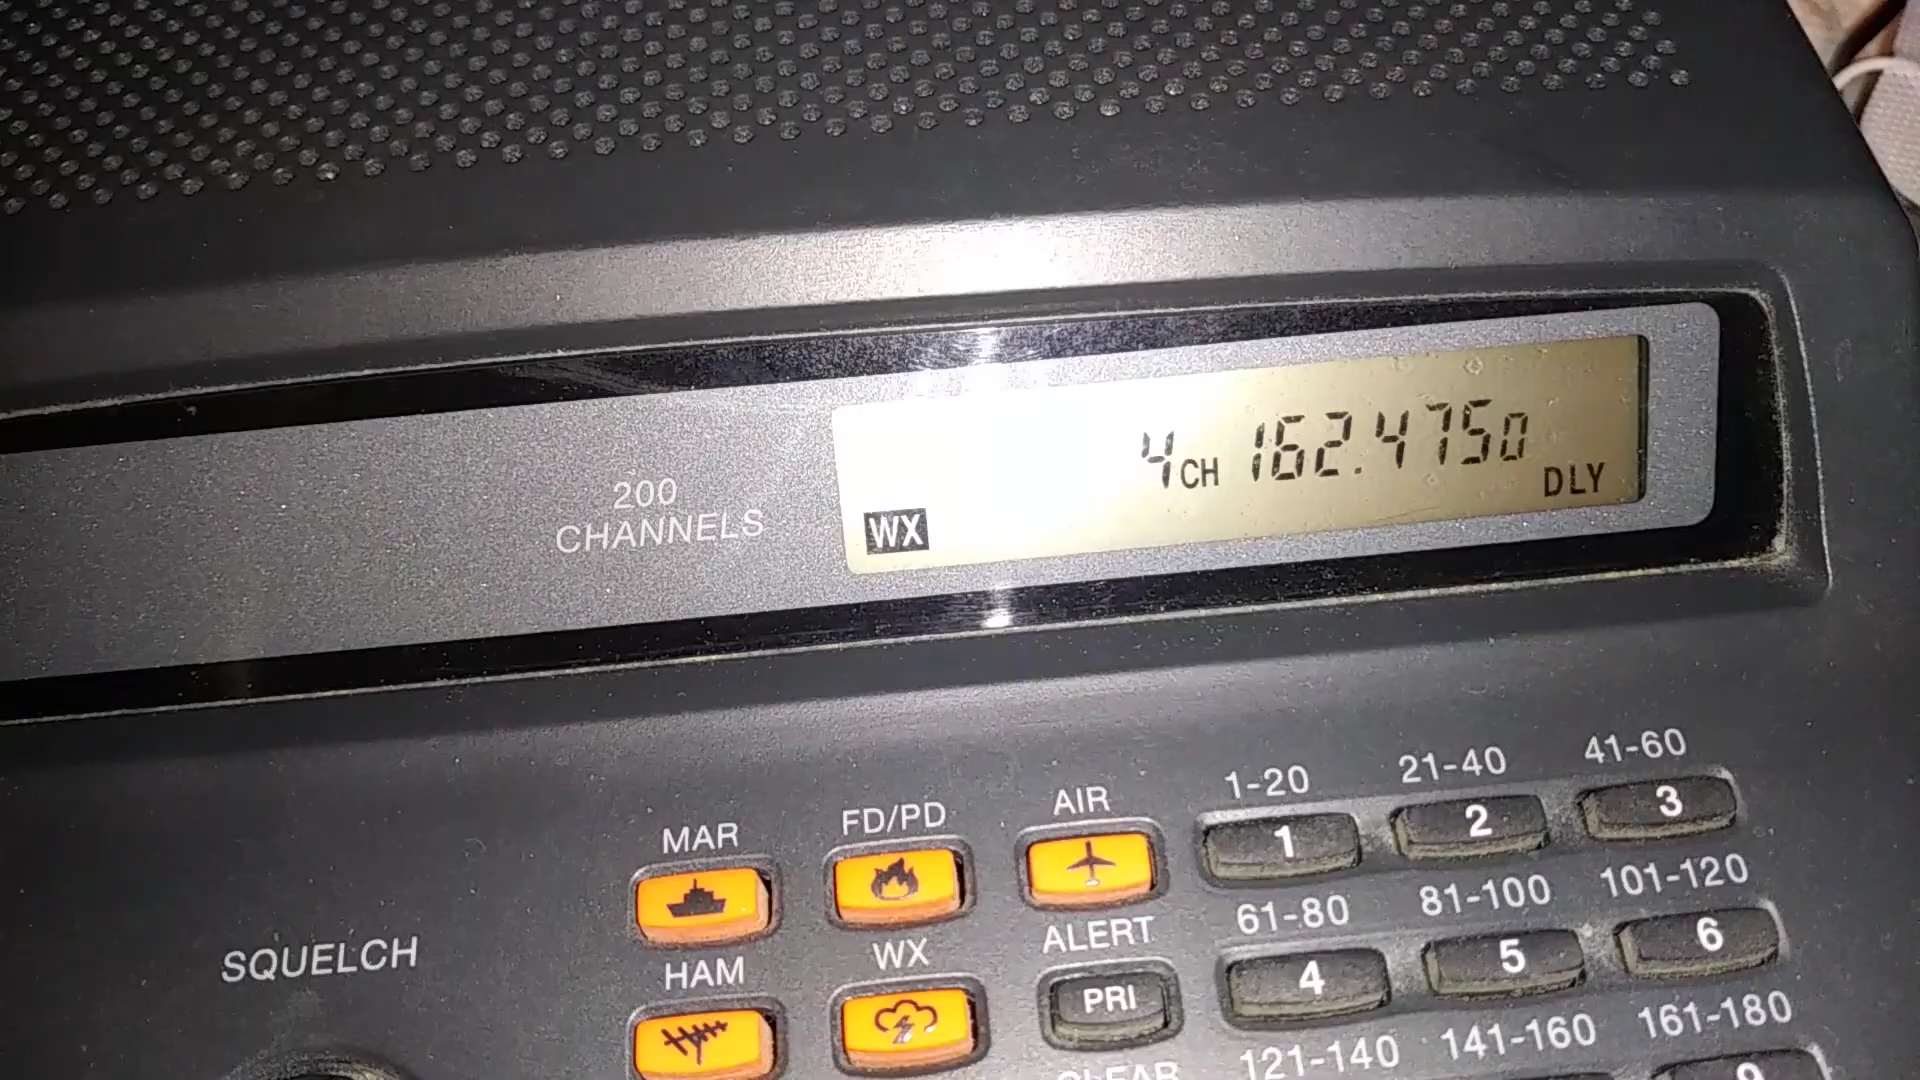 200
CHANNELS
4CH 162.4750
DLY
WX
MAR
FD/PD
AIR
1-20
21-40
41-60
1
2
3
SQUELCH
HAM
WX
ALERT
PRI
61-80
81-100
101-120
4
5
6
CLEAR
121-140
141-160
161-180
9